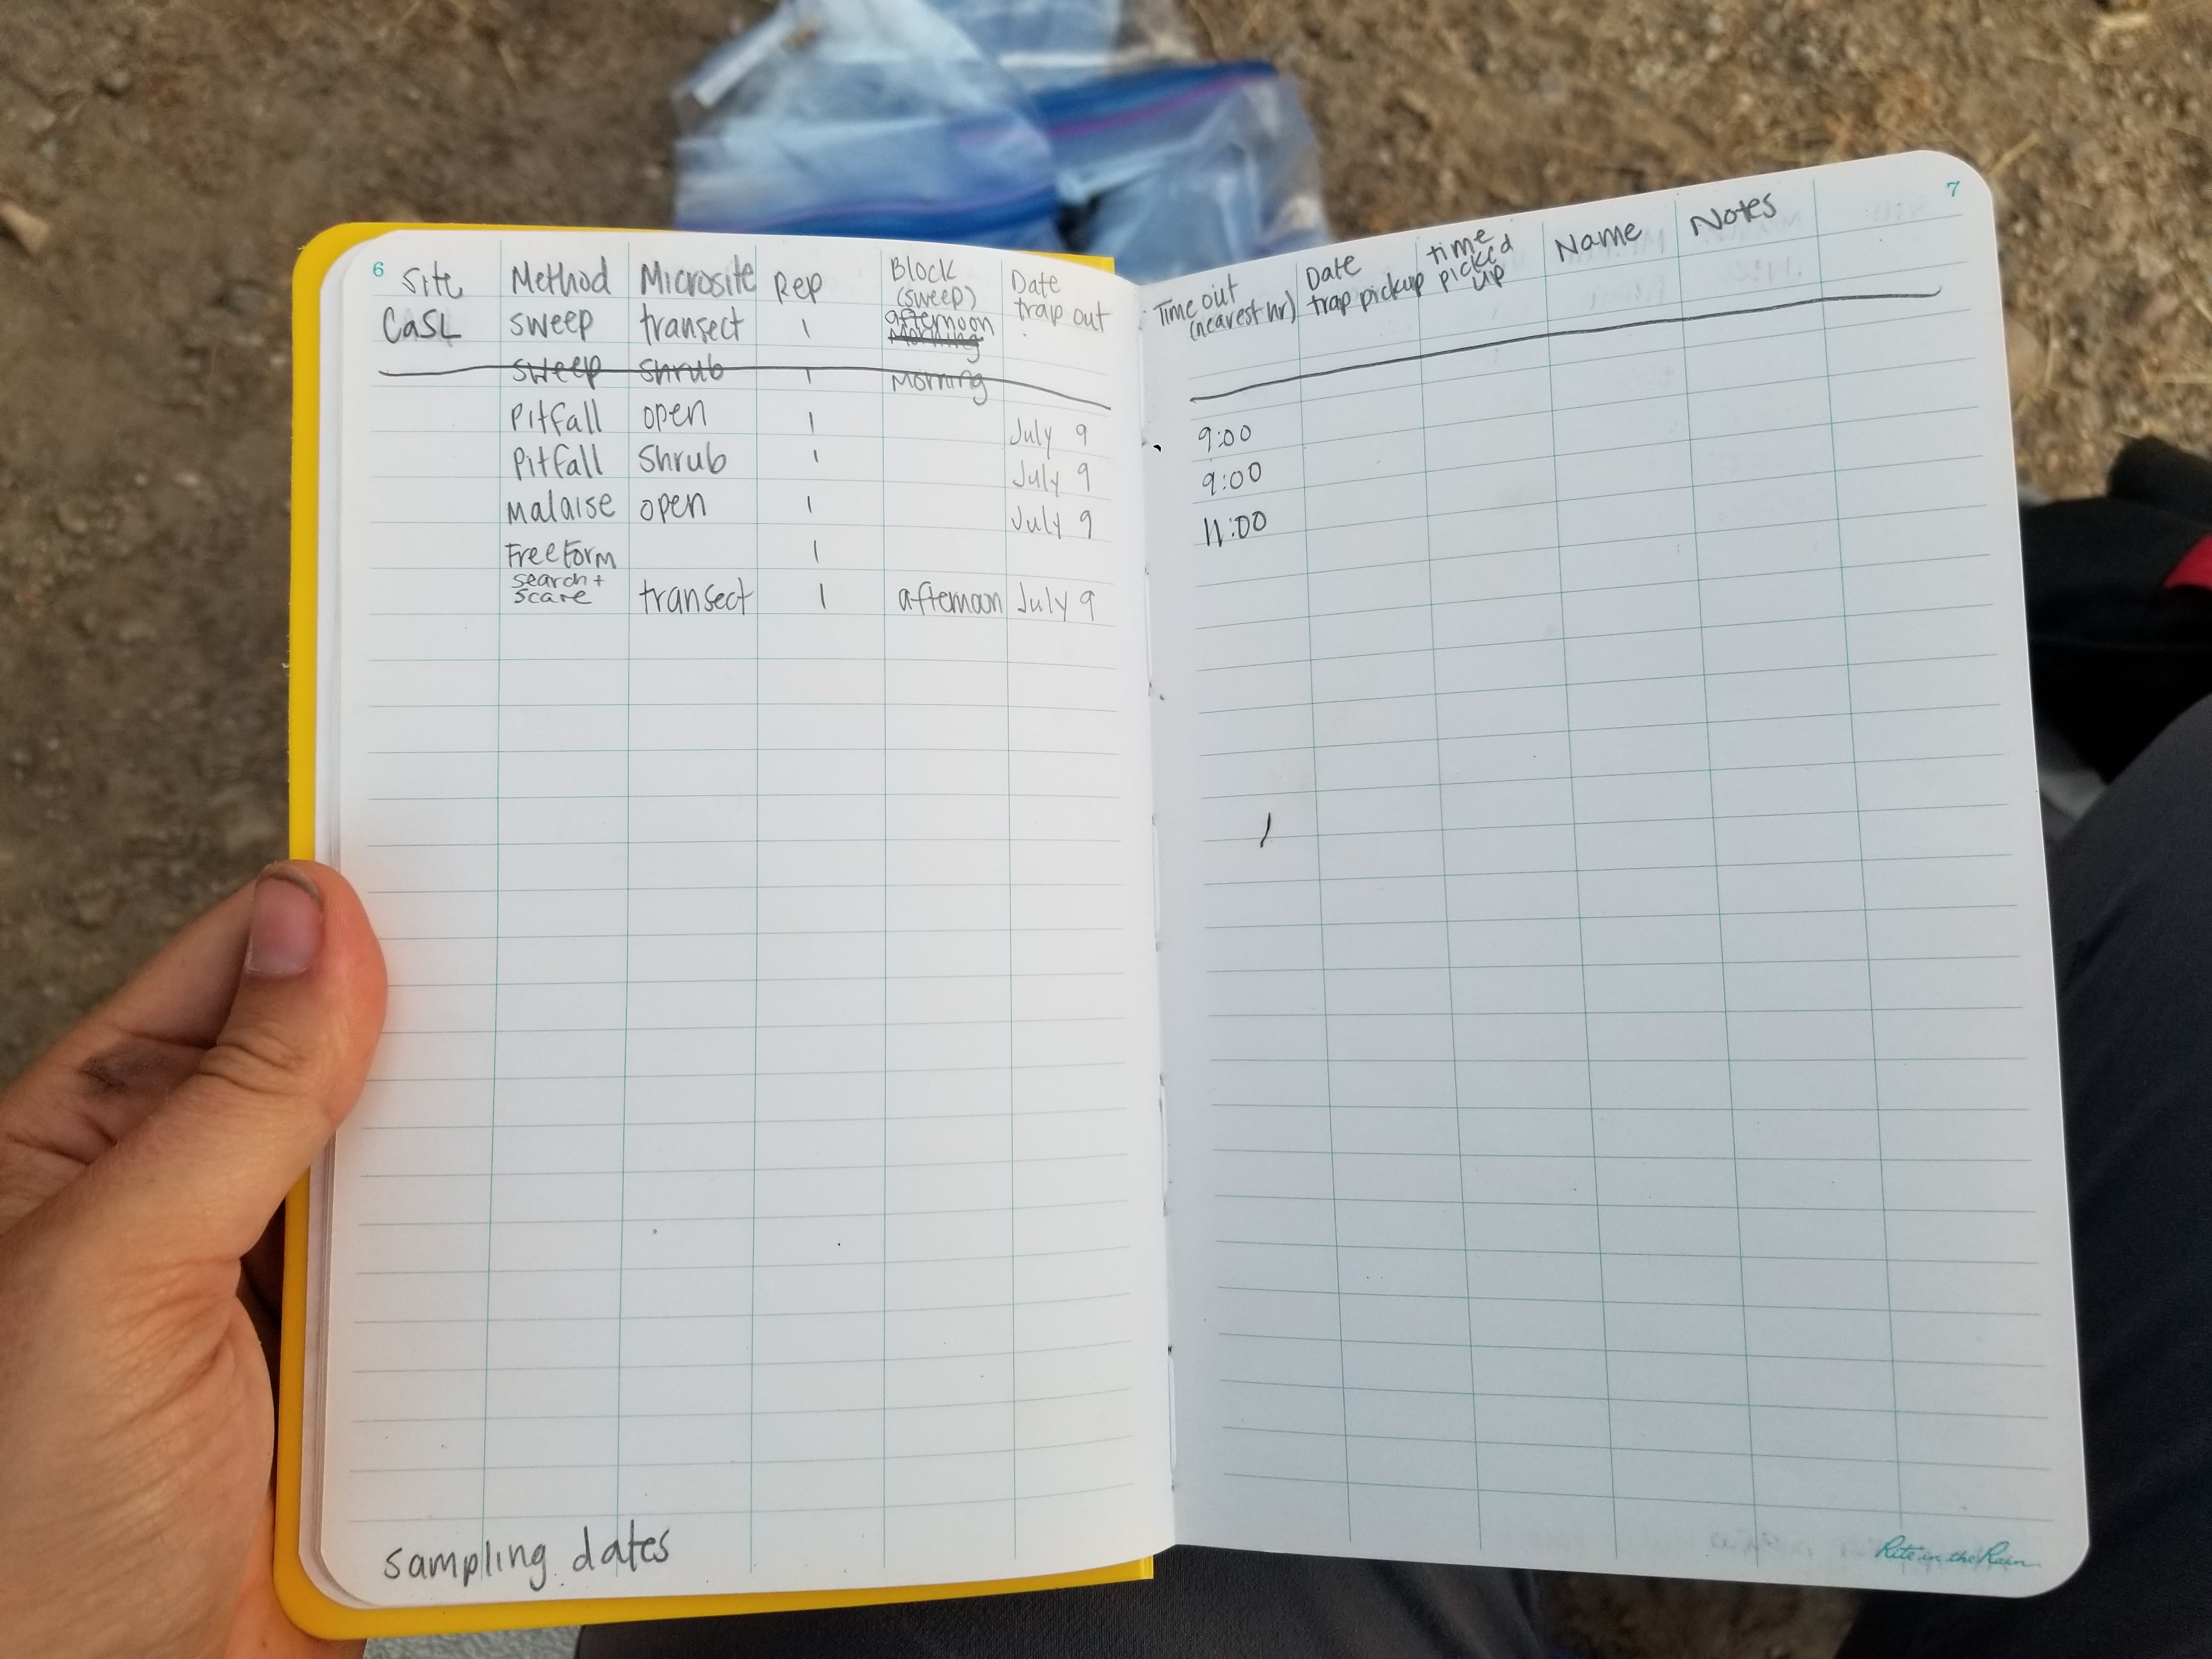 6 7
Site Method Microsite Rep Block (sweep) Date trap out Time out (nearest hr) Date trap pickup time picked up Name Notes
CaSL sweep transect 1 afternoon Morning
sweep shrub 1 Morning
Pitfall open 1 July 9 9:00
Pitfall Shrub 1 July 9 9:00
Malaise open 1 July 9 11:00
Freeform 1
search + scare transect 1 afternoon July 9
sampling dates
Rite in the Rain